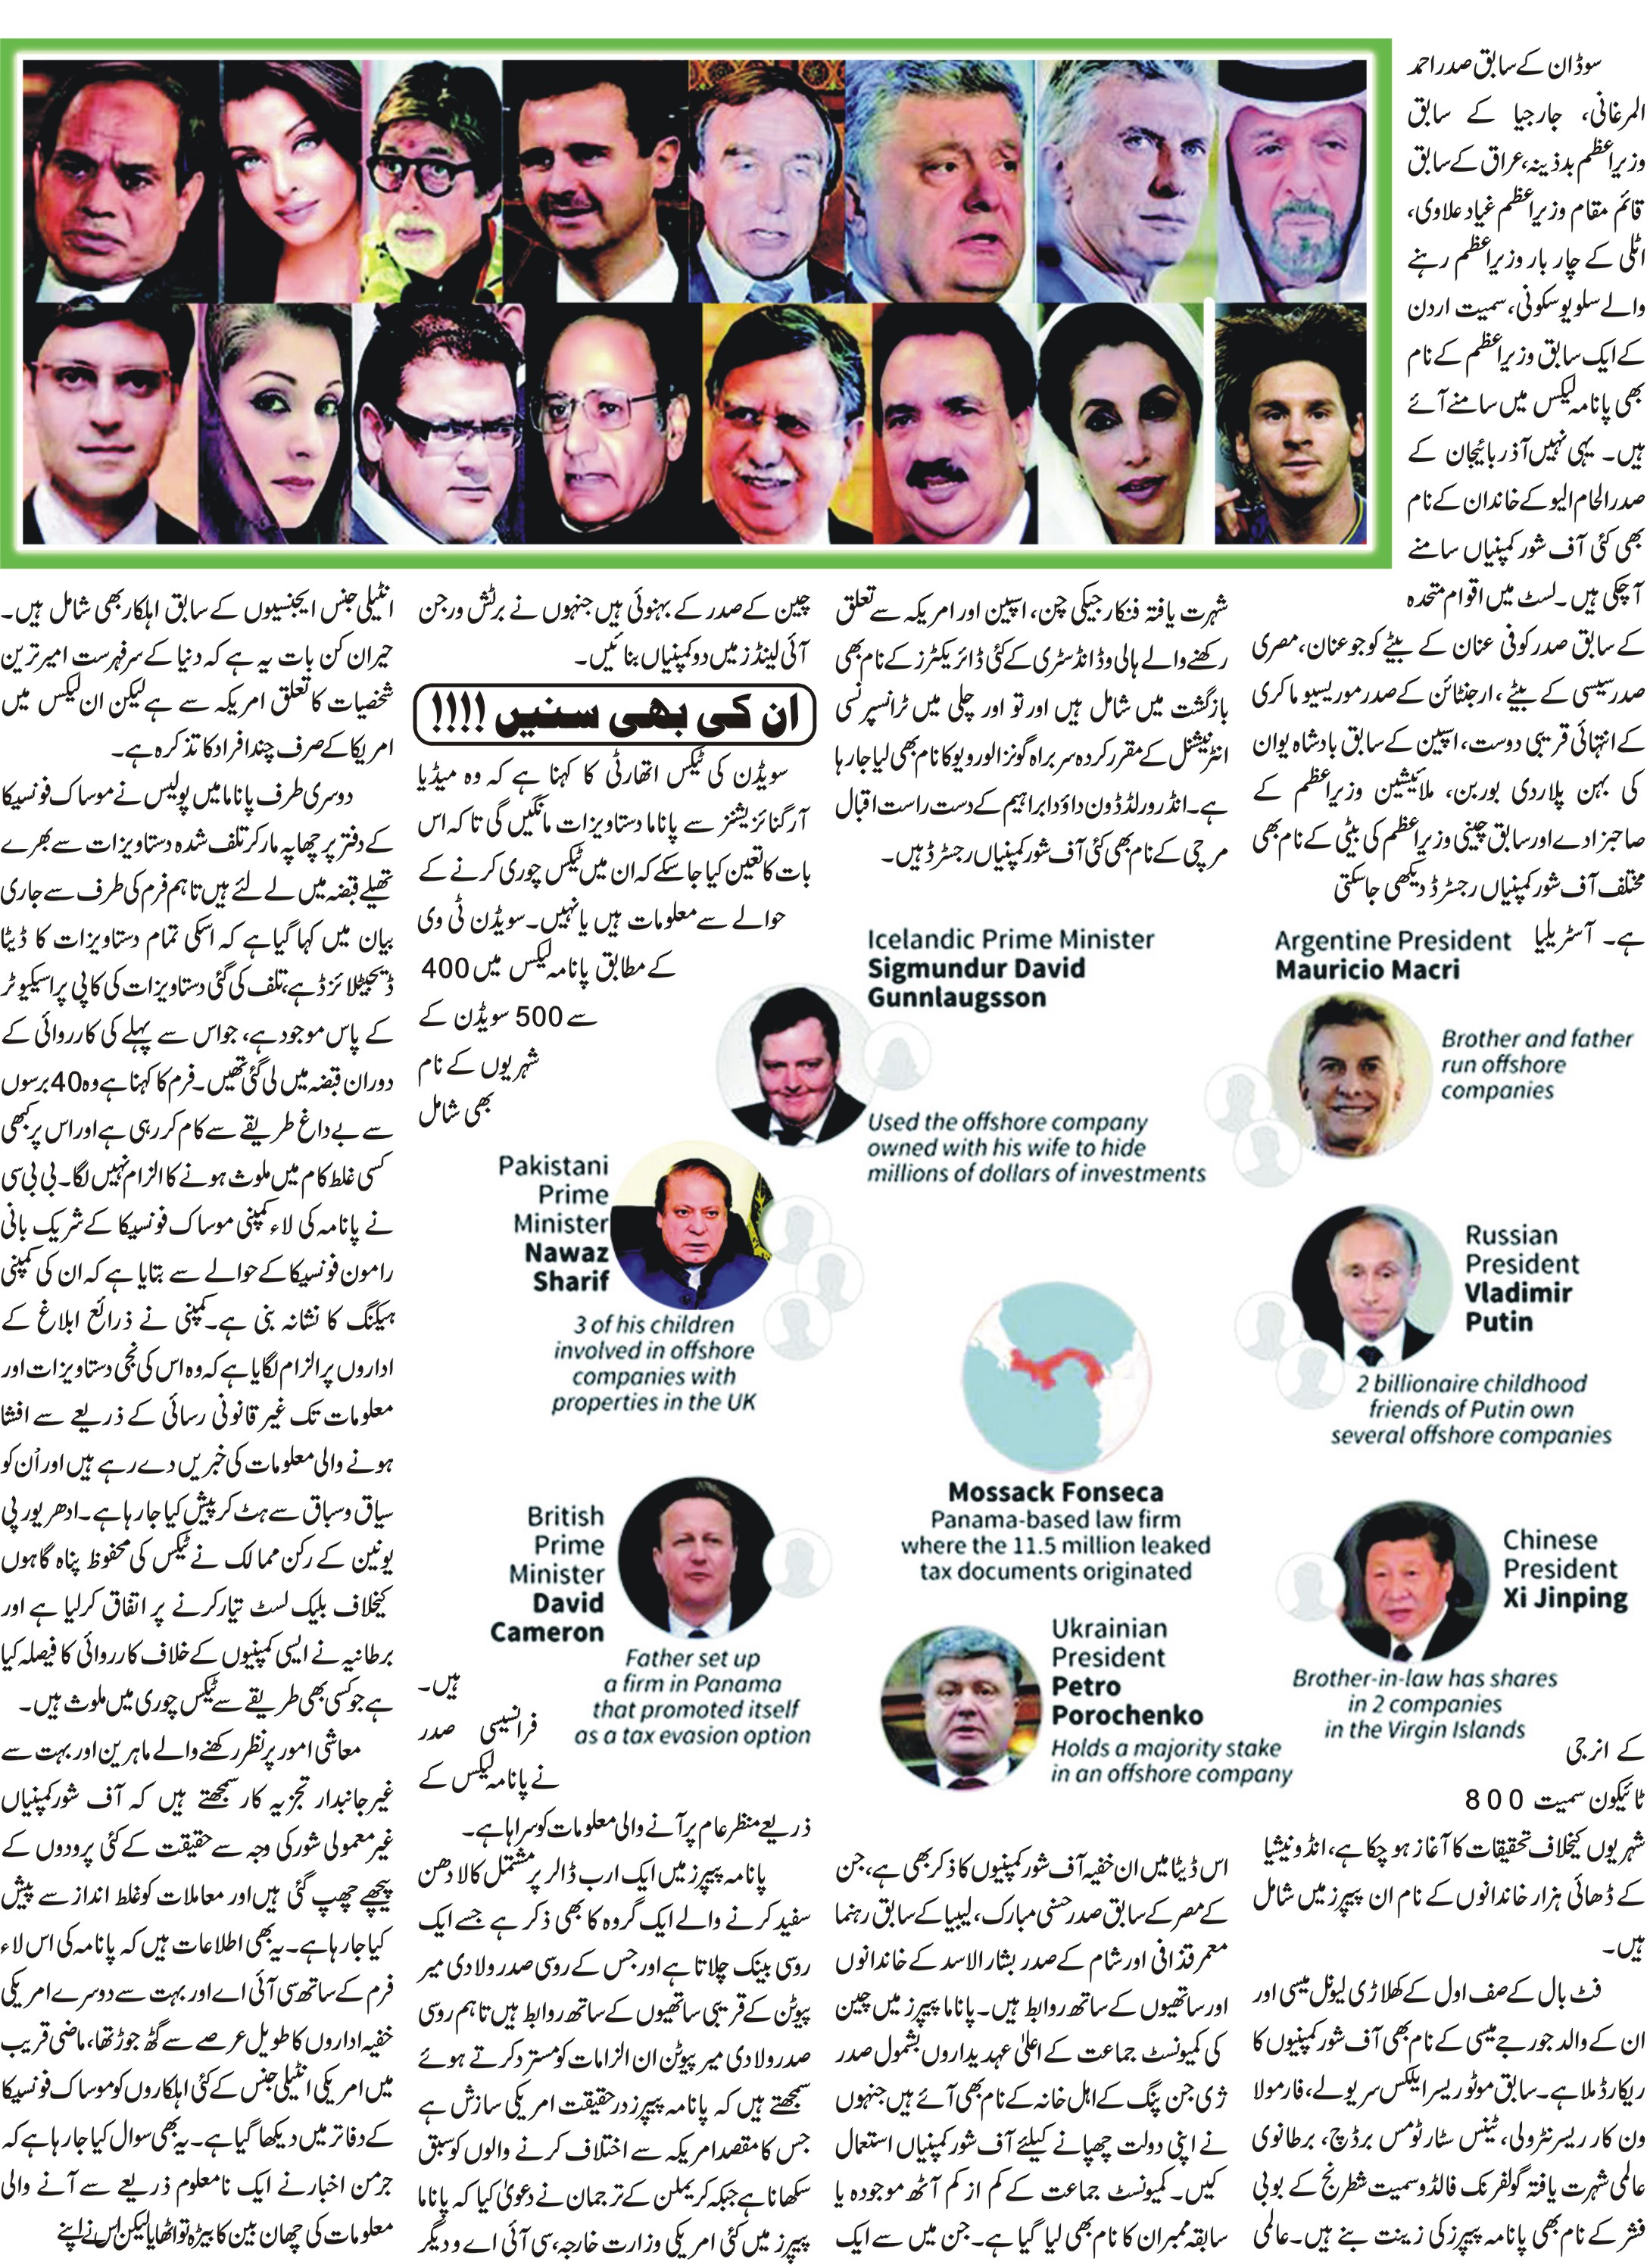 سوڈان کے سابق صدر احمد
المرغانی، جارجیا کے سابق
وزیراعظم بدذینہ، عراق کے سابق
قائم مقام وزیراعظم غیاد علاوی،
اٹلی کے چار بار وزیراعظم رہنے
والے سلویوسکونی، سمیت اردن
کے ایک سابق وزیراعظم کے نام
بھی پانامہ لیکس میں سامنے آئے
ہیں۔ یہی نہیں آذربائیجان کے
صدر الحام الیو کے خاندان کے نام
بھی کئی آف شور کمپنیاں سامنے
آچکی ہیں۔ لسٹ میں اقوام متحدہ
کے سابق صدر کوفی عنان کے بیٹے کوجو عنان، مصری
صدر سیسی کے بیٹے، ارجنٹائن کے صدر موریسیو ماکری
کے انتہائی قریبی دوست، اسپین کے سابق بادشاہ یوان
کی بہن پلاردی بوربن، ملائیشین وزیراعظم کے
صاحبزادے اور سابق چینی وزیراعظم کی بیٹی کے نام بھی
مختلف آف شور کمپنیاں رجسٹرڈ دیکھی جاسکتی
ہے۔ آسٹریلیا
Argentine President
Mauricio Macri
Brother and father
run offshore
companies
Russian
President
Vladimir
Putin
2 billionaire childhood
friends of Putin own
several offshore companies
Chinese
President
Xi Jinping
Brother-in-law has shares
in 2 companies
in the Virgin Islands
کے انرجی
ٹائیکون سمیت 800
شہریوں کیخلاف تحقیقات کا آغاز ہو چکا ہے، انڈونیشیا
کے ڈھائی ہزار خاندانوں کے نام ان پیپرز میں شامل
ہیں۔
فٹ بال کے صف اول کے کھلاڑی لیونل میسی اور
ان کے والد جورجے میسی کے نام بھی آف شور کمپنیوں کا
ریکارڈ ملا ہے۔ سابق موٹو ریسر ایلکس سریولے، فارمولا
ون کار ریسر نٹرولی، ٹینس سٹار ٹومس برڈچ، برطانوی
عالمی شہرت یافتہ گولفر نک فالڈو سمیت شطرنج کے بوبی
فشر کے نام بھی پانامہ پیپرز کی زینت بنے ہیں۔ عالمی
شہرت یافتہ فنکار جیکی چن، اسپین اور امریکہ سے تعلق
رکھنے والے ہالی وڈ انڈسٹری کے کئی ڈائریکٹرز کے نام بھی
بازگشت میں شامل ہیں اور تو اور چلی میں ٹرانسپرنسی
انٹرنیشنل کے مقرر کردہ سربراہ گونزالورویو کا نام بھی لیا جارہا
ہے۔ انڈرورلڈ ڈون داؤد ابراہیم کے دست راست اقبال
مرچی کے نام بھی کئی آف شور کمپنیاں رجسٹرڈ ہیں۔
Icelandic Prime Minister
Sigmundur David
Gunnlaugsson
Used the offshore company
owned with his wife to hide
millions of dollars of investments
Mossack Fonseca
Panama-based law firm
where the 11.5 million leaked
tax documents originated
Ukrainian
President
Petro
Porochenko
Holds a majority stake
in an offshore company
اس ڈیٹا میں ان خفیہ آف شور کمپنیوں کا ذکر بھی ہے، جن
کے مصر کے سابق صدر حسنی مبارک، لیبیا کے سابق رہنما
معمر قذافی اور شام کے صدر بشار الاسد کے خاندانوں
اور ساتھیوں کے ساتھ روابط ہیں۔ پاناما پیپرز میں چین
کی کمیونسٹ جماعت کے اعلیٰ عہدیداروں بشمول صدر
ژی جن پنگ کے اہل خانہ کے نام بھی آئے ہیں جنہوں
نے اپنی دولت چھپانے کیلئے آف شور کمپنیاں استعمال
کیں۔ کمیونسٹ جماعت کے کم از کم آٹھ موجودہ یا
سابقہ ممبران کا نام بھی لیا گیا ہے۔ جن میں سے ایک
چین کے صدر کے بہنوئی ہیں جنہوں نے برٹش ورجن
آئی لینڈز میں دو کمپنیاں بنائیں۔
ان کی بھی سنیں !!!!
سویڈن کی ٹیکس اتھارٹی کا کہنا ہے کہ وہ میڈیا
آرگنائزیشنز سے پاناما دستاویزات مانگیں گی تاکہ اس
بات کا تعین کیا جاسکے کہ ان میں ٹیکس چوری کرنے کے
حوالے سے معلومات ہیں یا نہیں۔ سویڈن ٹی وی
کے مطابق پانامہ لیکس میں 400
سے 500 سویڈن کے
شہریوں کے نام
بھی شامل
Pakistani
Prime
Minister
Nawaz
Sharif
3 of his children
involved in offshore
companies with
properties in the UK
British
Prime
Minister
David
Cameron
Father set up
a firm in Panama
that promoted itself
as a tax evasion option
ہیں۔
فرانسیسی صدر
نے پانامہ لیکس کے
ذریعے منظر عام پر آنے والی معلومات کو سراہا ہے۔
پانامہ پیپرز میں ایک ارب ڈالر پر مشتمل کالا دھن
سفید کرنے والے ایک گروہ کا بھی ذکر ہے جسے ایک
روسی بینک چلاتا ہے اور جس کے روسی صدر ولادی میر
پیوٹن کے قریبی ساتھیوں کے ساتھ روابط ہیں تاہم روسی
صدر ولادی میر پیوٹن ان الزامات کو مسترد کرتے ہوئے
سمجھتے ہیں کہ پانامہ پیپرز درحقیقت امریکی سازش ہے
جس کا مقصد امریکہ سے اختلاف کرنے والوں کو سبق
سکھانا ہے جبکہ کریملن کے ترجمان نے دعویٰ کیا کہ پاناما
پیپرز میں کئی امریکی وزارت خارجہ، سی آئی اے و دیگر
انٹیلی جنس ایجنسیوں کے سابق اہلکار بھی شامل ہیں۔
حیران کن بات یہ ہے کہ دنیا کے سرفہرست امیر ترین
شخصیات کا تعلق امریکہ سے ہے لیکن ان لیکس میں
امریکا کے صرف چند افراد کا تذکرہ ہے۔
دوسری طرف پاناما میں پولیس نے موساک فونسیکا
کے دفتر پر چھاپہ مار کر تلف شدہ دستاویزات سے بھرے
تھیلے قبضہ میں لے لئے ہیں تاہم فرم کی طرف سے جاری
بیان میں کہا گیا ہے کہ اسکی تمام دستاویزات کا ڈیٹا
ڈیجیٹلائزڈ ہے، تلف کی گئی دستاویزات کی کاپی پراسیکیوٹر
کے پاس موجود ہے، جو اس سے پہلے کی کارروائی کے
دوران قبضہ میں لی گئی تھیں۔ فرم کا کہنا ہے وہ 40 برسوں
سے بے داغ طریقے سے کام کر رہی ہے اور اس پر کبھی
کسی غلط کام میں ملوث ہونے کا الزام نہیں لگا۔ بی بی سی
نے پانامہ کی لاء کمپنی موساک فونسیکا کے شریک بانی
رامون فونسیکا کے حوالے سے بتایا ہے کہ ان کی کمپنی
ہیکنگ کا نشانہ بنی ہے۔ کمپنی نے ذرائع ابلاغ کے
اداروں پر الزام لگایا ہے کہ وہ اس کی نجی دستاویزات اور
معلومات تک غیر قانونی رسائی کے ذریعے سے افشا
ہونے والی معلومات کی خبریں دے رہے ہیں اور اُن کو
سیاق و سباق سے ہٹ کر پیش کیا جا رہا ہے۔ ادھر یورپی
یونین کے رکن ممالک نے ٹیکس کی محفوظ پناہ گاہوں
کیخلاف بلیک لسٹ تیار کرنے پر اتفاق کرلیا ہے اور
برطانیہ نے ایسی کمپنیوں کے خلاف کارروائی کا فیصلہ کیا
ہے جو کسی بھی طریقے سے ٹیکس چوری میں ملوث ہیں۔
معاشی امور پر نظر رکھنے والے ماہرین اور بہت سے
غیر جانبدار تجزیہ کار سمجھتے ہیں کہ آف شور کمپنیاں
غیر معمولی شور کی وجہ سے حقیقت کے کئی پرودوں کے
پیچھے چھپ گئی ہیں اور معاملات کو غلط انداز سے پیش
کیا جارہا ہے۔ یہ بھی اطلاعات ہیں کہ پانامہ کی اس لاء
فرم کے ساتھ سی آئی اے اور بہت سے دوسرے امریکی
خفیہ اداروں کا طویل عرصے سے گٹھ جوڑ تھا، ماضی قریب
میں امریکی انٹیلی جنس کے کئی اہلکاروں کو موساک فونسیکا
کے دفاتر میں دیکھا گیا ہے۔ یہ بھی سوال کیا جارہا ہے کہ
جرمن اخبار نے ایک نامعلوم ذریعے سے آنے والی
معلومات کی چھان بین کا بیڑہ تو اٹھایا لیکن اس نے اپنے